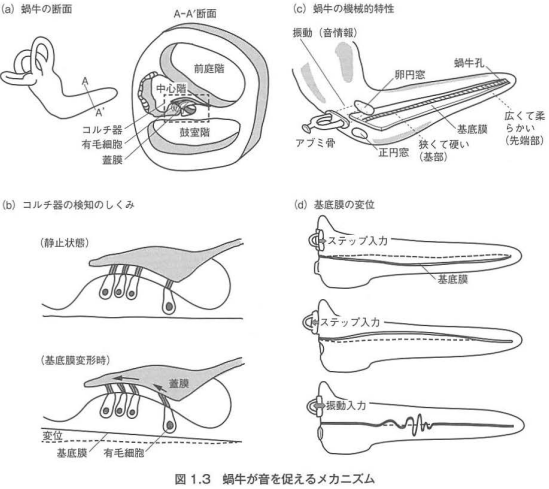 (a) 蝸牛の断面
A-A′断面
A
A′
前庭階
中心階
鼓室階
コルチ器
有毛細胞
蓋膜
(c) 蝸牛の機械的特性
振動(音情報)
蝸牛孔
卵円窓
アブミ骨
正円窓
狭くて硬い
(基部)
基底膜
広くて柔
らかい
(先端部)
(b) コルチ器の検知のしくみ
(静止状態)
(基底膜変形時)
蓋膜
変位
基底膜
有毛細胞
(d) 基底膜の変位
ステップ入力
基底膜
ステップ入力
振動入力
図 1.3 蝸牛が音を促えるメカニズム